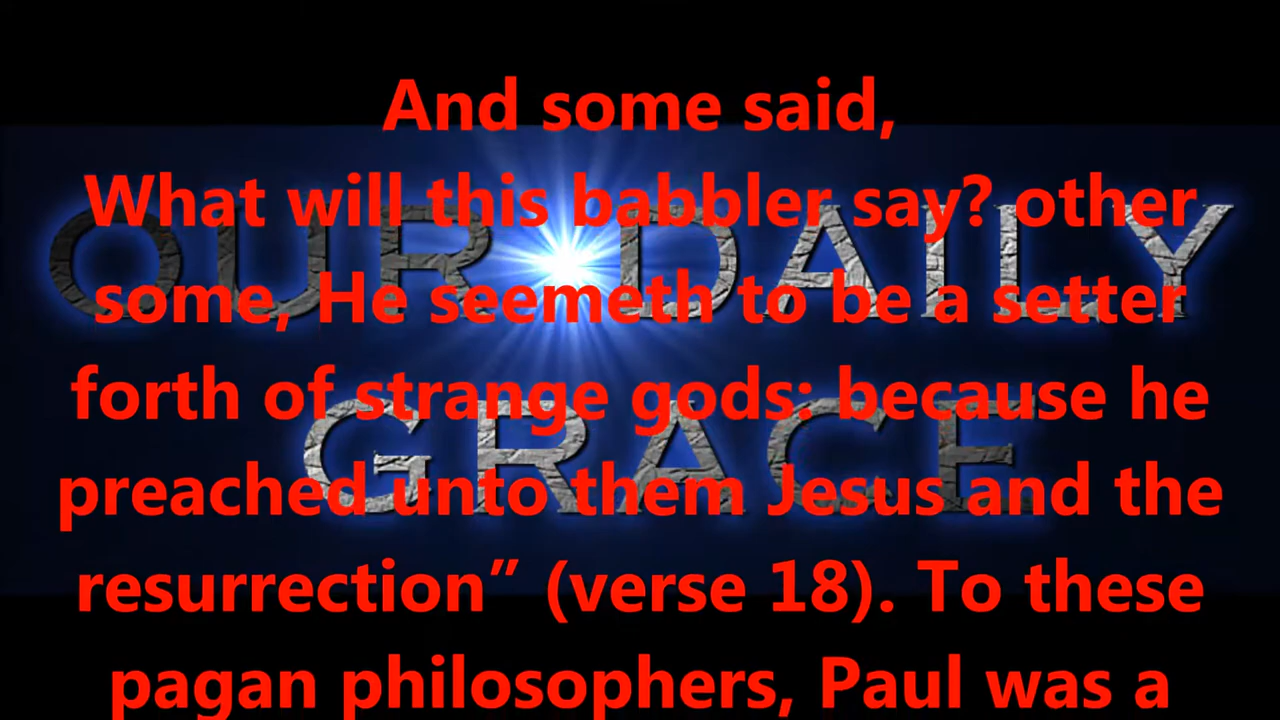 And some said,
What will this babbler say? other
some, He seemeth to be a setter
forth of strange gods: because he
preached unto them Jesus and the
resurrection” (verse 18). To these
pagan philosophers, Paul was a
OUR DAILY
GRACE